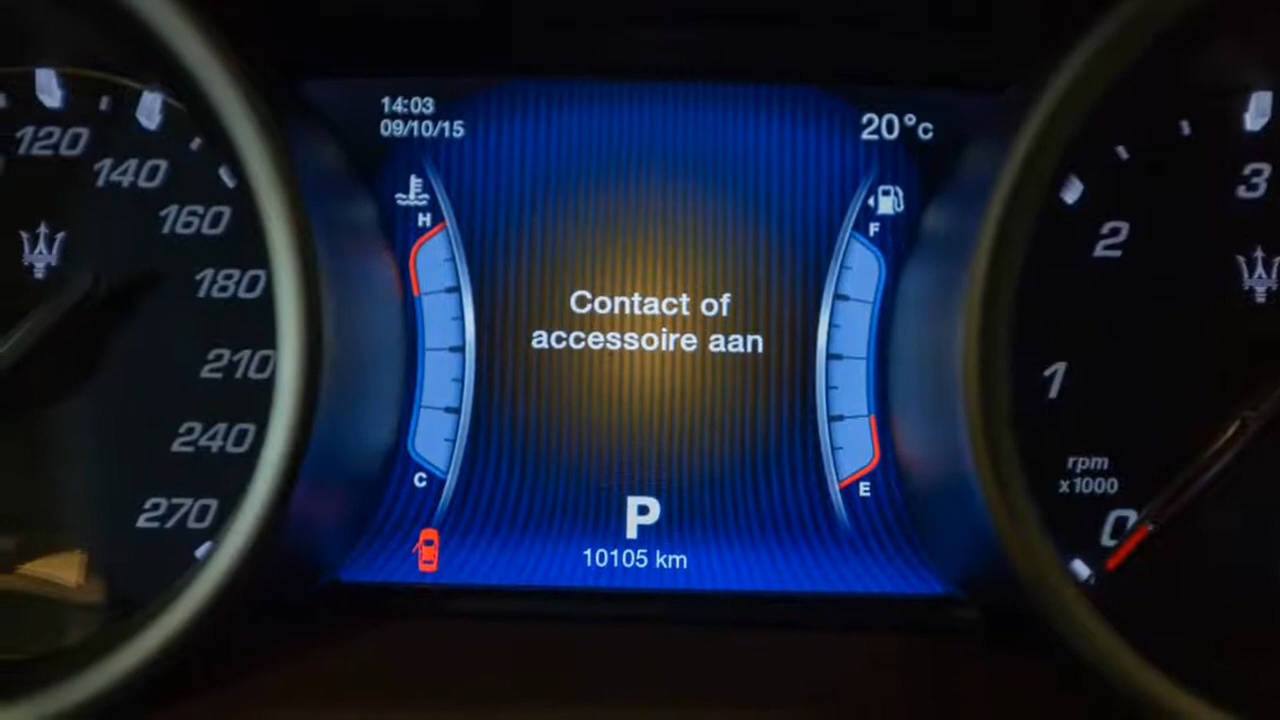 14:03
09/10/15
20°C
H
F
Contact of
accessoire aan
C
E
P
10105 km
120
140
160
180
210
240
270
3
2
1
rpm
x1000
0